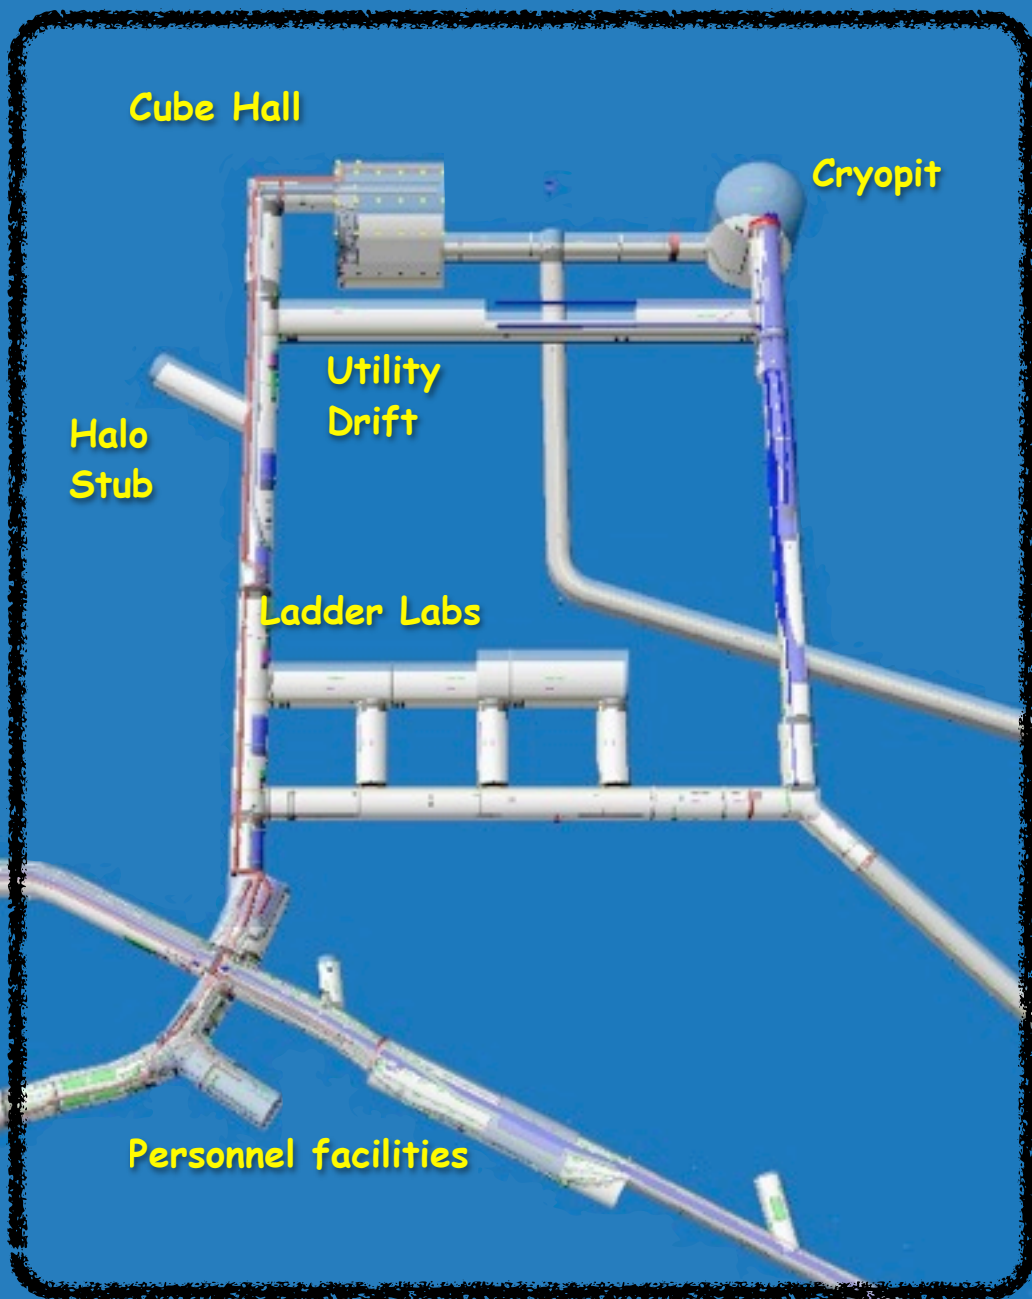 Cube Hall
Cryopit
Utility
Drift
Halo
Stub
Ladder Labs
Personnel facilities